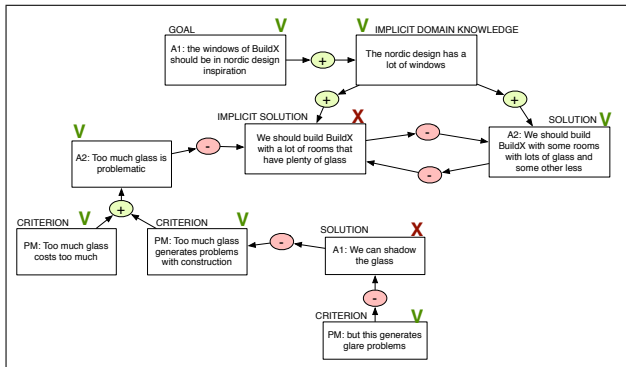 GOAL
V
V
IMPLICIT DOMAIN KNOWLEDGE
A1: the windows of BuildX
should be in nordic design
inspiration
+
The nordic design has a
lot of windows
+
+
IMPLICIT SOLUTION
X
SOLUTION
V
V
We should build BuildX
with a lot of rooms that
have plenty of glass
-
-
A2: We should build
BuildX with some rooms
with lots of glass and
some other less
A2: Too much glass is
problematic
-
+
CRITERION
V
CRITERION
V
SOLUTION
X
PM: Too much glass
costs too much
PM: Too much glass
generates problems
with construction
-
A1: We can shadow
the glass
-
CRITERION
V
PM: but this generates
glare problems